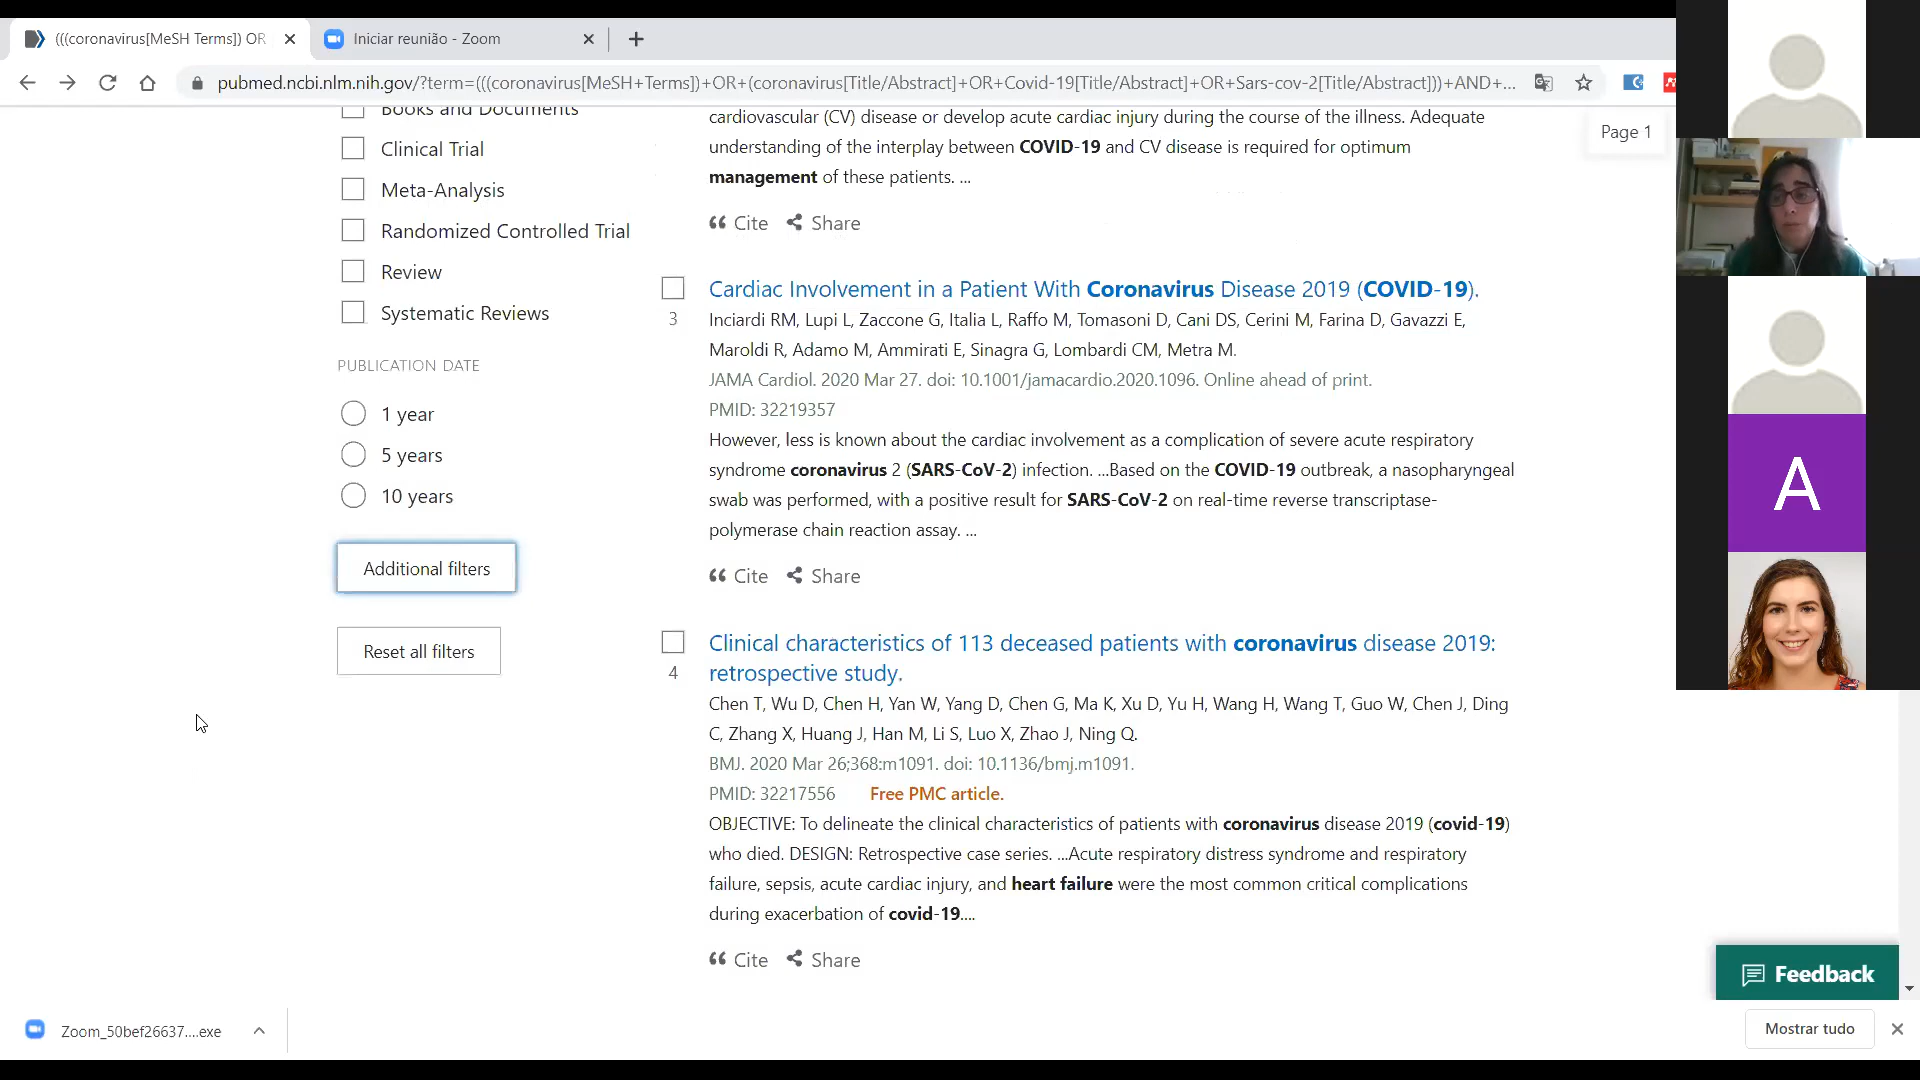 (((coronavirus[MeSH Terms]) OR
Iniciar reunião - Zoom
pubmed.ncbi.nlm.nih.gov/?term=(((coronavirus[MeSH+Terms])+OR+(coronavirus[Title/Abstract]+OR+Covid-19[Title/Abstract]+OR+Sars-cov-2[Title/Abstract]))+AND+...
Books and Documents
Clinical Trial
Meta-Analysis
Randomized Controlled Trial
Review
Systematic Reviews
PUBLICATION DATE
1 year
5 years
10 years
Additional filters
Reset all filters
cardiovascular (CV) disease or develop acute cardiac injury during the course of the illness. Adequate
understanding of the interplay between COVID-19 and CV disease is required for optimum
management of these patients. ...
Cite Share
Cardiac Involvement in a Patient With Coronavirus Disease 2019 (COVID-19).
3
Inciardi RM, Lupi L, Zaccone G, Italia L, Raffo M, Tomasoni D, Cani DS, Cerini M, Farina D, Gavazzi E,
Maroldi R, Adamo M, Ammirati E, Sinagra G, Lombardi CM, Metra M.
JAMA Cardiol. 2020 Mar 27. doi: 10.1001/jamacardio.2020.1096. Online ahead of print.
PMID: 32219357
However, less is known about the cardiac involvement as a complication of severe acute respiratory
syndrome coronavirus 2 (SARS-CoV-2) infection. ...Based on the COVID-19 outbreak, a nasopharyngeal
swab was performed, with a positive result for SARS-CoV-2 on real-time reverse transcriptase-
polymerase chain reaction assay. ...
Cite Share
Clinical characteristics of 113 deceased patients with coronavirus disease 2019:
retrospective study.
4
Chen T, Wu D, Chen H, Yan W, Yang D, Chen G, Ma K, Xu D, Yu H, Wang H, Wang T, Guo W, Chen J, Ding
C, Zhang X, Huang J, Han M, Li S, Luo X, Zhao J, Ning Q.
BMJ. 2020 Mar 26;368:m1091. doi: 10.1136/bmj.m1091.
PMID: 32217556 Free PMC article.
OBJECTIVE: To delineate the clinical characteristics of patients with coronavirus disease 2019 (covid-19)
who died. DESIGN: Retrospective case series. ...Acute respiratory distress syndrome and respiratory
failure, sepsis, acute cardiac injury, and heart failure were the most common critical complications
during exacerbation of covid-19....
Cite Share
Page 1
A
Feedback
Zoom_50bef26637....exe
Mostrar tudo